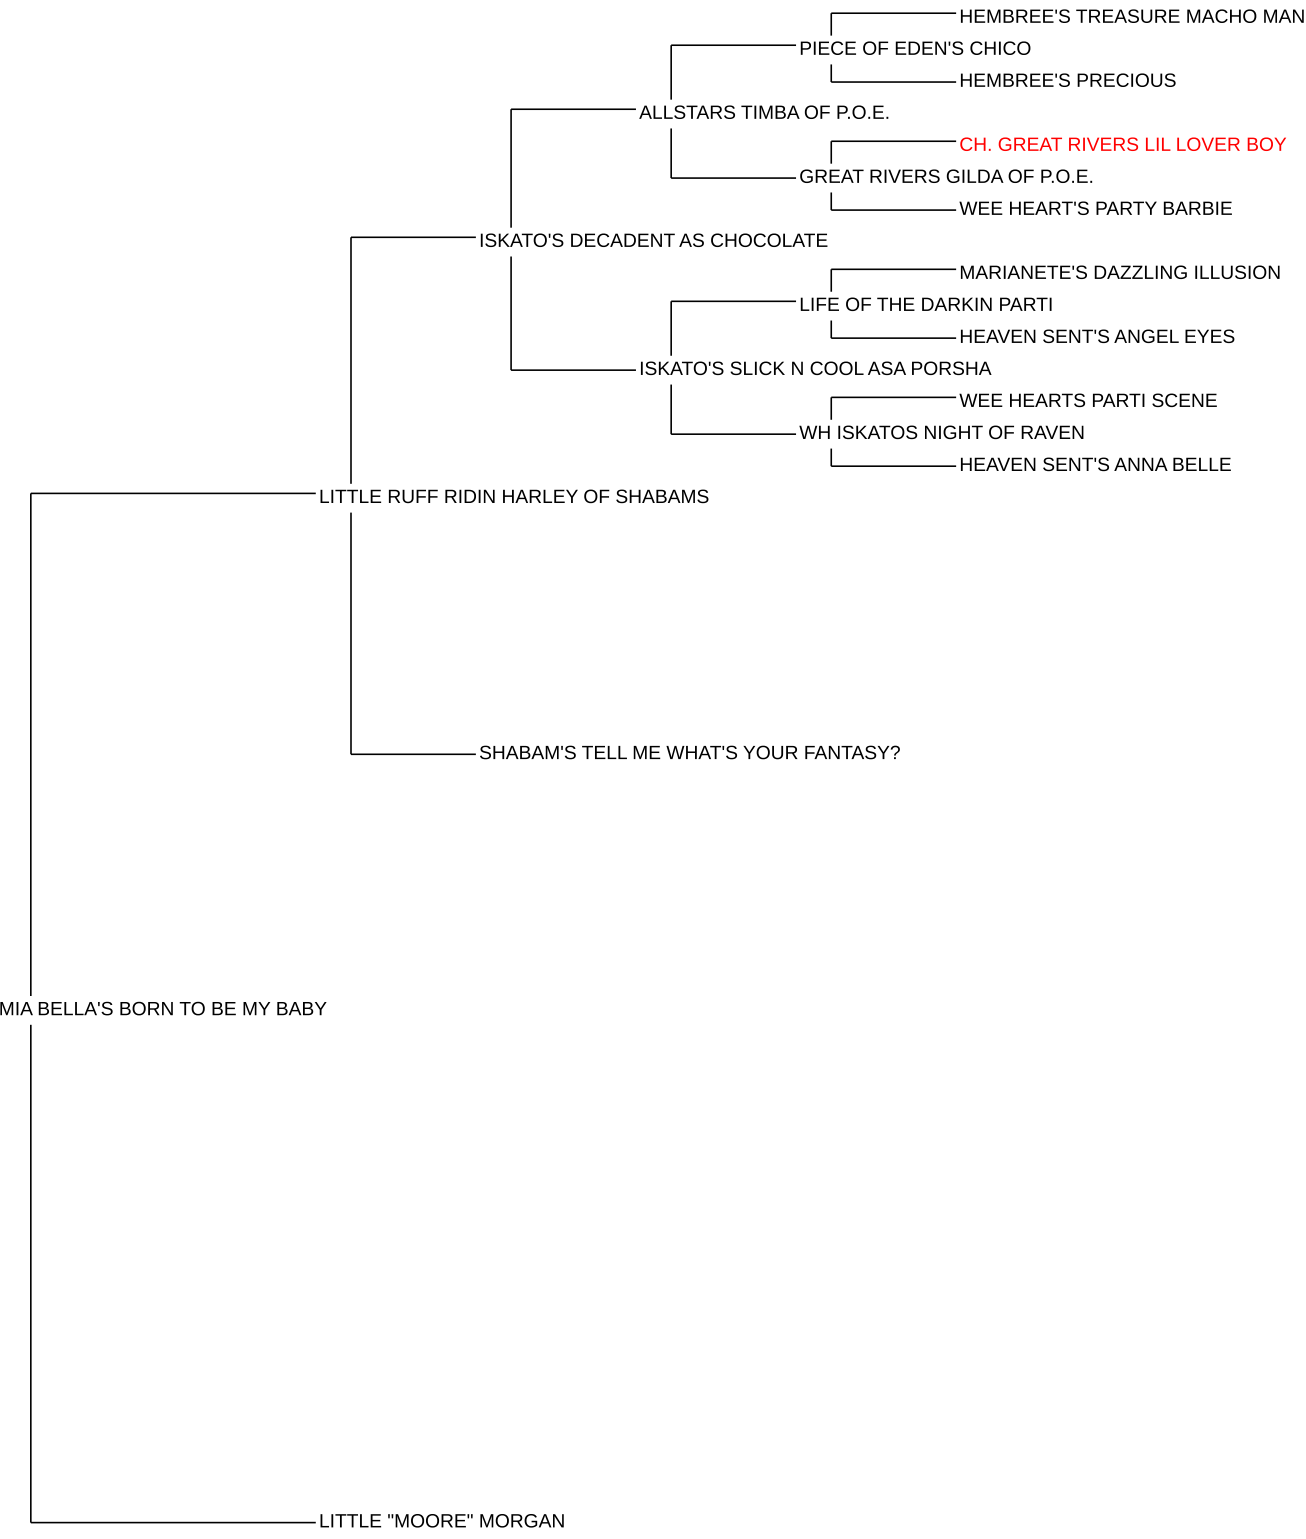 HEMBREE'S TREASURE MACHO MAN
PIECE OF EDEN'S CHICO
HEMBREE'S PRECIOUS
ALLSTARS TIMBA OF P.O.E.
CH. GREAT RIVERS LIL LOVER BOY
GREAT RIVERS GILDA OF P.O.E.
WEE HEART'S PARTY BARBIE
ISKATO'S DECADENT AS CHOCOLATE
MARIANETE'S DAZZLING ILLUSION
LIFE OF THE DARKIN PARTI
HEAVEN SENT'S ANGEL EYES
ISKATO'S SLICK N COOL ASA PORSHA
WEE HEARTS PARTI SCENE
WH ISKATOS NIGHT OF RAVEN
HEAVEN SENT'S ANNA BELLE
LITTLE RUFF RIDIN HARLEY OF SHABAMS
SHABAM'S TELL ME WHAT'S YOUR FANTASY?
MIA BELLA'S BORN TO BE MY BABY
LITTLE "MOORE" MORGAN